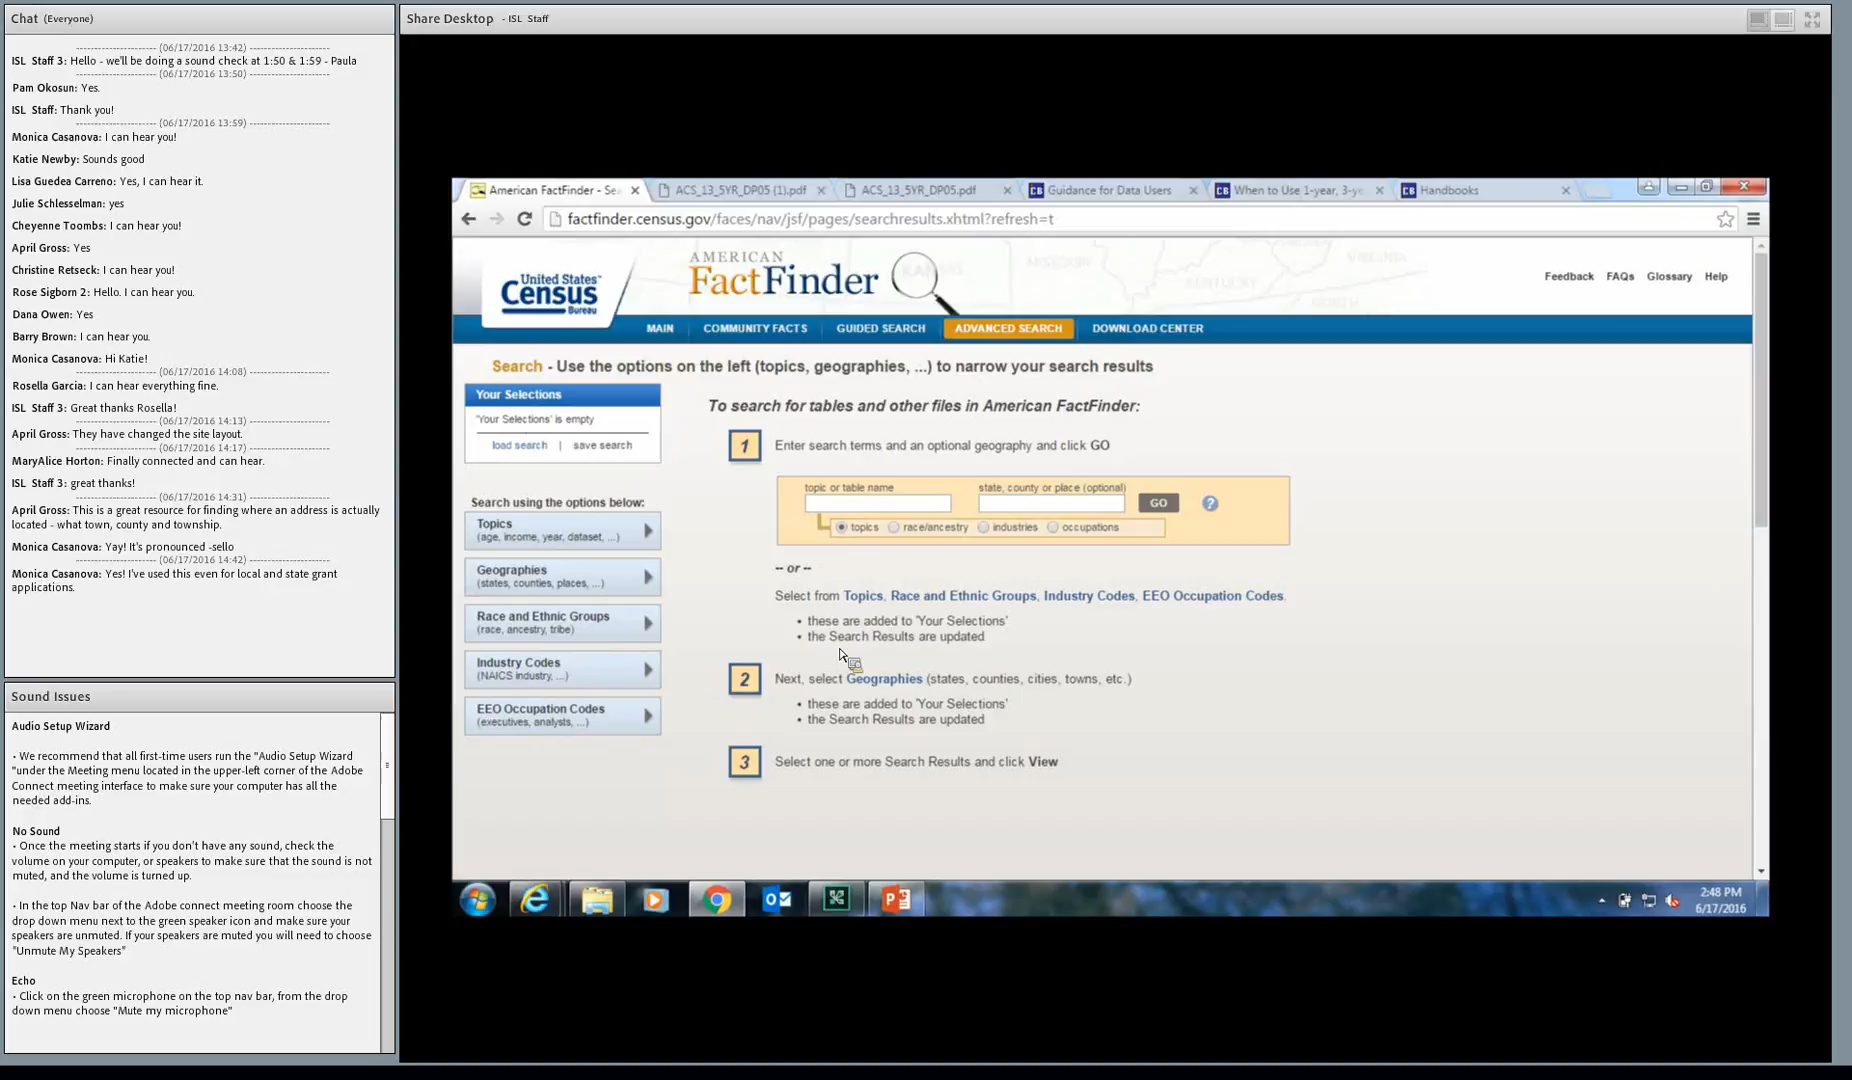 Chat (Everyone)
---------------------- (06/17/2016 13:42) ----------------------
ISL Staff 3: Hello - we'll be doing a sound check at 1:50 & 1:59 - Paula
---------------------- (06/17/2016 13:50) ----------------------
Pam Okosun: Yes.
ISL Staff: Thank you!
---------------------- (06/17/2016 13:59) ----------------------
Monica Casanova: I can hear you!
Katie Newby: Sounds good
Lisa Guedea Carreno: Yes, I can hear it.
Julie Schlesselman: yes
Cheyenne Toombs: I can hear you!
April Gross: Yes
Christine Retseck: I can hear you!
Rose Sigborn 2: Hello. I can hear you.
Dana Owen: Yes
Barry Brown: I can hear you.
Monica Casanova: Hi Katie!
---------------------- (06/17/2016 14:08) ----------------------
Rosella Garcia: I can hear everything fine.
ISL Staff 3: Great thanks Rosella!
---------------------- (06/17/2016 14:13) ----------------------
April Gross: They have changed the site layout.
---------------------- (06/17/2016 14:17) ----------------------
MaryAlice Horton: Finally connected and can hear.
ISL Staff 3: great thanks!
---------------------- (06/17/2016 14:31) ----------------------
April Gross: This is a great resource for finding where an address is actually
located - what town, county and township.
Monica Casanova: Yay! It's pronounced -sello
---------------------- (06/17/2016 14:42) ----------------------
Monica Casanova: Yes! I've used this even for local and state grant
applications.
Sound Issues
Audio Setup Wizard
• We recommend that all first-time users run the "Audio Setup Wizard
"under the Meeting menu located in the upper-left corner of the Adobe
Connect meeting interface to make sure your computer has all the
needed add-ins.
No Sound
• Once the meeting starts if you don't have any sound, check the
volume on your computer, or speakers to make sure that the sound is not
muted, and the volume is turned up.
• In the top Nav bar of the Adobe connect meeting room choose the
drop down menu next to the green speaker icon and make sure your
speakers are unmuted. If your speakers are muted you will need to choose
"Unmute My Speakers"
Echo
• Click on the green microphone on the top nav bar, from the drop
down menu choose "Mute my microphone"
Share Desktop - ISL Staff
American FactFinder - Sea
ACS_13_5YR_DP05 (1).pdf
ACS_13_5YR_DP05.pdf
CB Guidance for Data Users
CB When to Use 1-year, 3-ye
CB Handbooks
factfinder.census.gov/faces/nav/jsf/pages/searchresults.xhtml?refresh=t
United States™
Census
Bureau
AMERICAN
FactFinder
KANSAS
MISSOURI
KENTUCKY
VIRGINIA
NORTH
Feedback FAQs Glossary Help
MAIN COMMUNITY FACTS GUIDED SEARCH ADVANCED SEARCH DOWNLOAD CENTER
Search - Use the options on the left (topics, geographies, ...) to narrow your search results
Your Selections
'Your Selections' is empty
load search | save search
Search using the options below:
Topics
(age, income, year, dataset, ...)
Geographies
(states, counties, places, ...)
Race and Ethnic Groups
(race, ancestry, tribe)
Industry Codes
(NAICS industry, ...)
EEO Occupation Codes
(executives, analysts, ...)
To search for tables and other files in American FactFinder:
1 Enter search terms and an optional geography and click GO
topic or table name
state, county or place (optional)
GO ?
topics race/ancestry industries occupations
-- or --
Select from Topics, Race and Ethnic Groups, Industry Codes, EEO Occupation Codes.
• these are added to 'Your Selections'
• the Search Results are updated
2 Next, select Geographies (states, counties, cities, towns, etc.)
• these are added to 'Your Selections'
• the Search Results are updated
3 Select one or more Search Results and click View
2:48 PM
6/17/2016